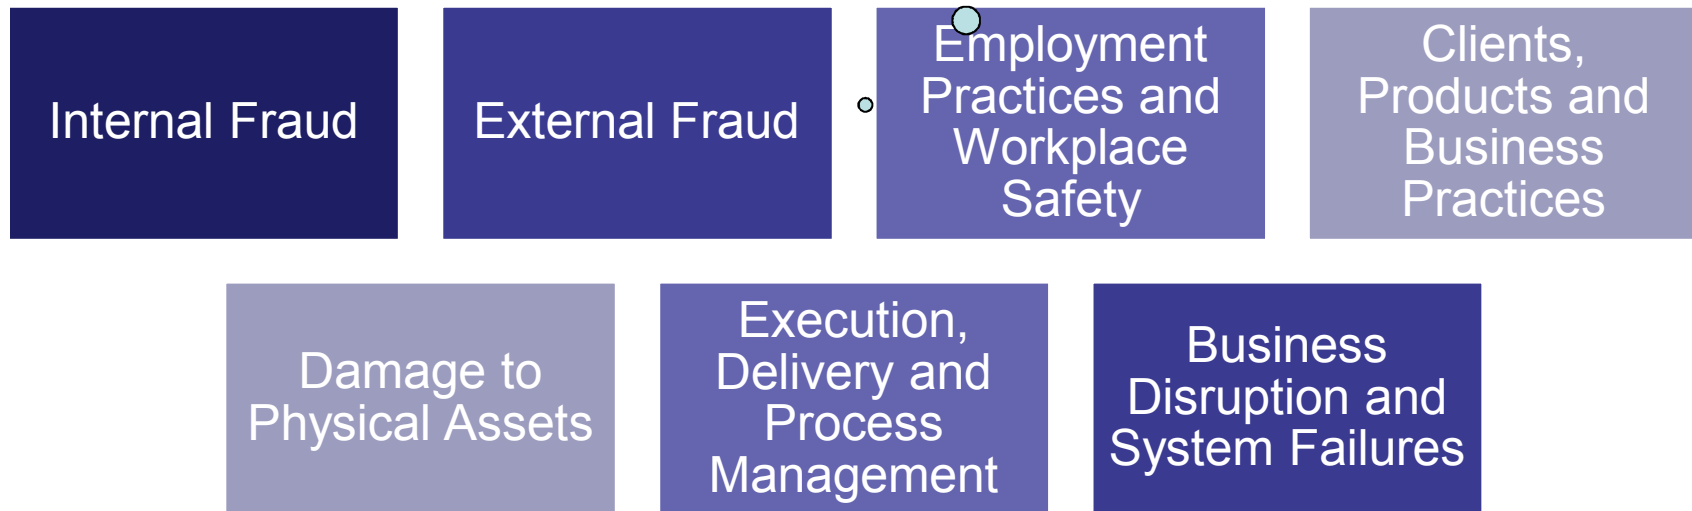 Internal Fraud
External Fraud
Employment
Practices and
Workplace
Safety
Clients,
Products and
Business
Practices
Damage to
Physical Assets
Execution,
Delivery and
Process
Management
Business
Disruption and
System Failures